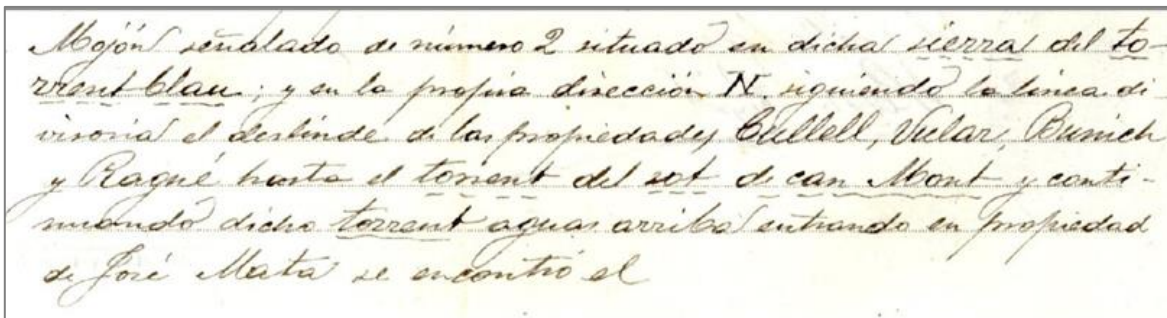 Mojón señalado de número 2 situado en dicha sierra del to-
rrent blau; y en la propia dirección N. siguiendo la línea di-
visoria el deslinde de las propiedades Cullell, Vilar, Bunich
y Ragué hasta el torrent del sot de can Mont y conti-
nuando dicho torrent aguas arriba entrando en propiedad
de José Mata se encontró el